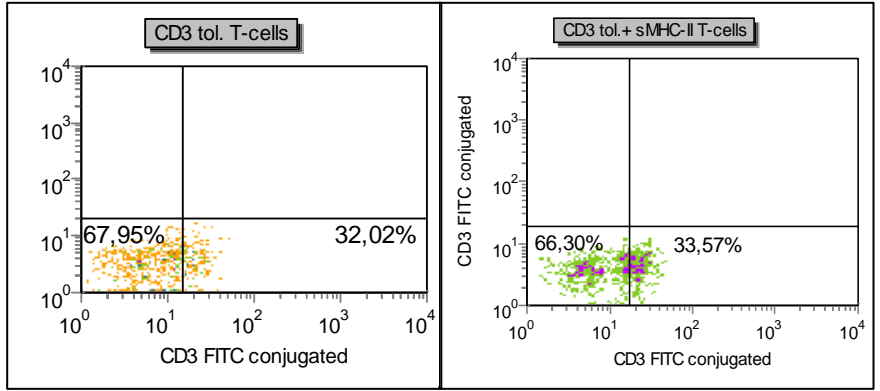 CD3 tol. T-cells
10^4
10^3
10^2
10^1
10^0
67,95%
32,02%
10^0 10^1 10^2 10^3 10^4
CD3 FITC conjugated
CD3 tol.+ sMHC-II T-cells
CD3 FITC conjugated
10^4
10^3
10^2
10^1
10^0
66,30%
33,57%
10^0 10^1 10^2 10^3 10^4
CD3 FITC conjugated